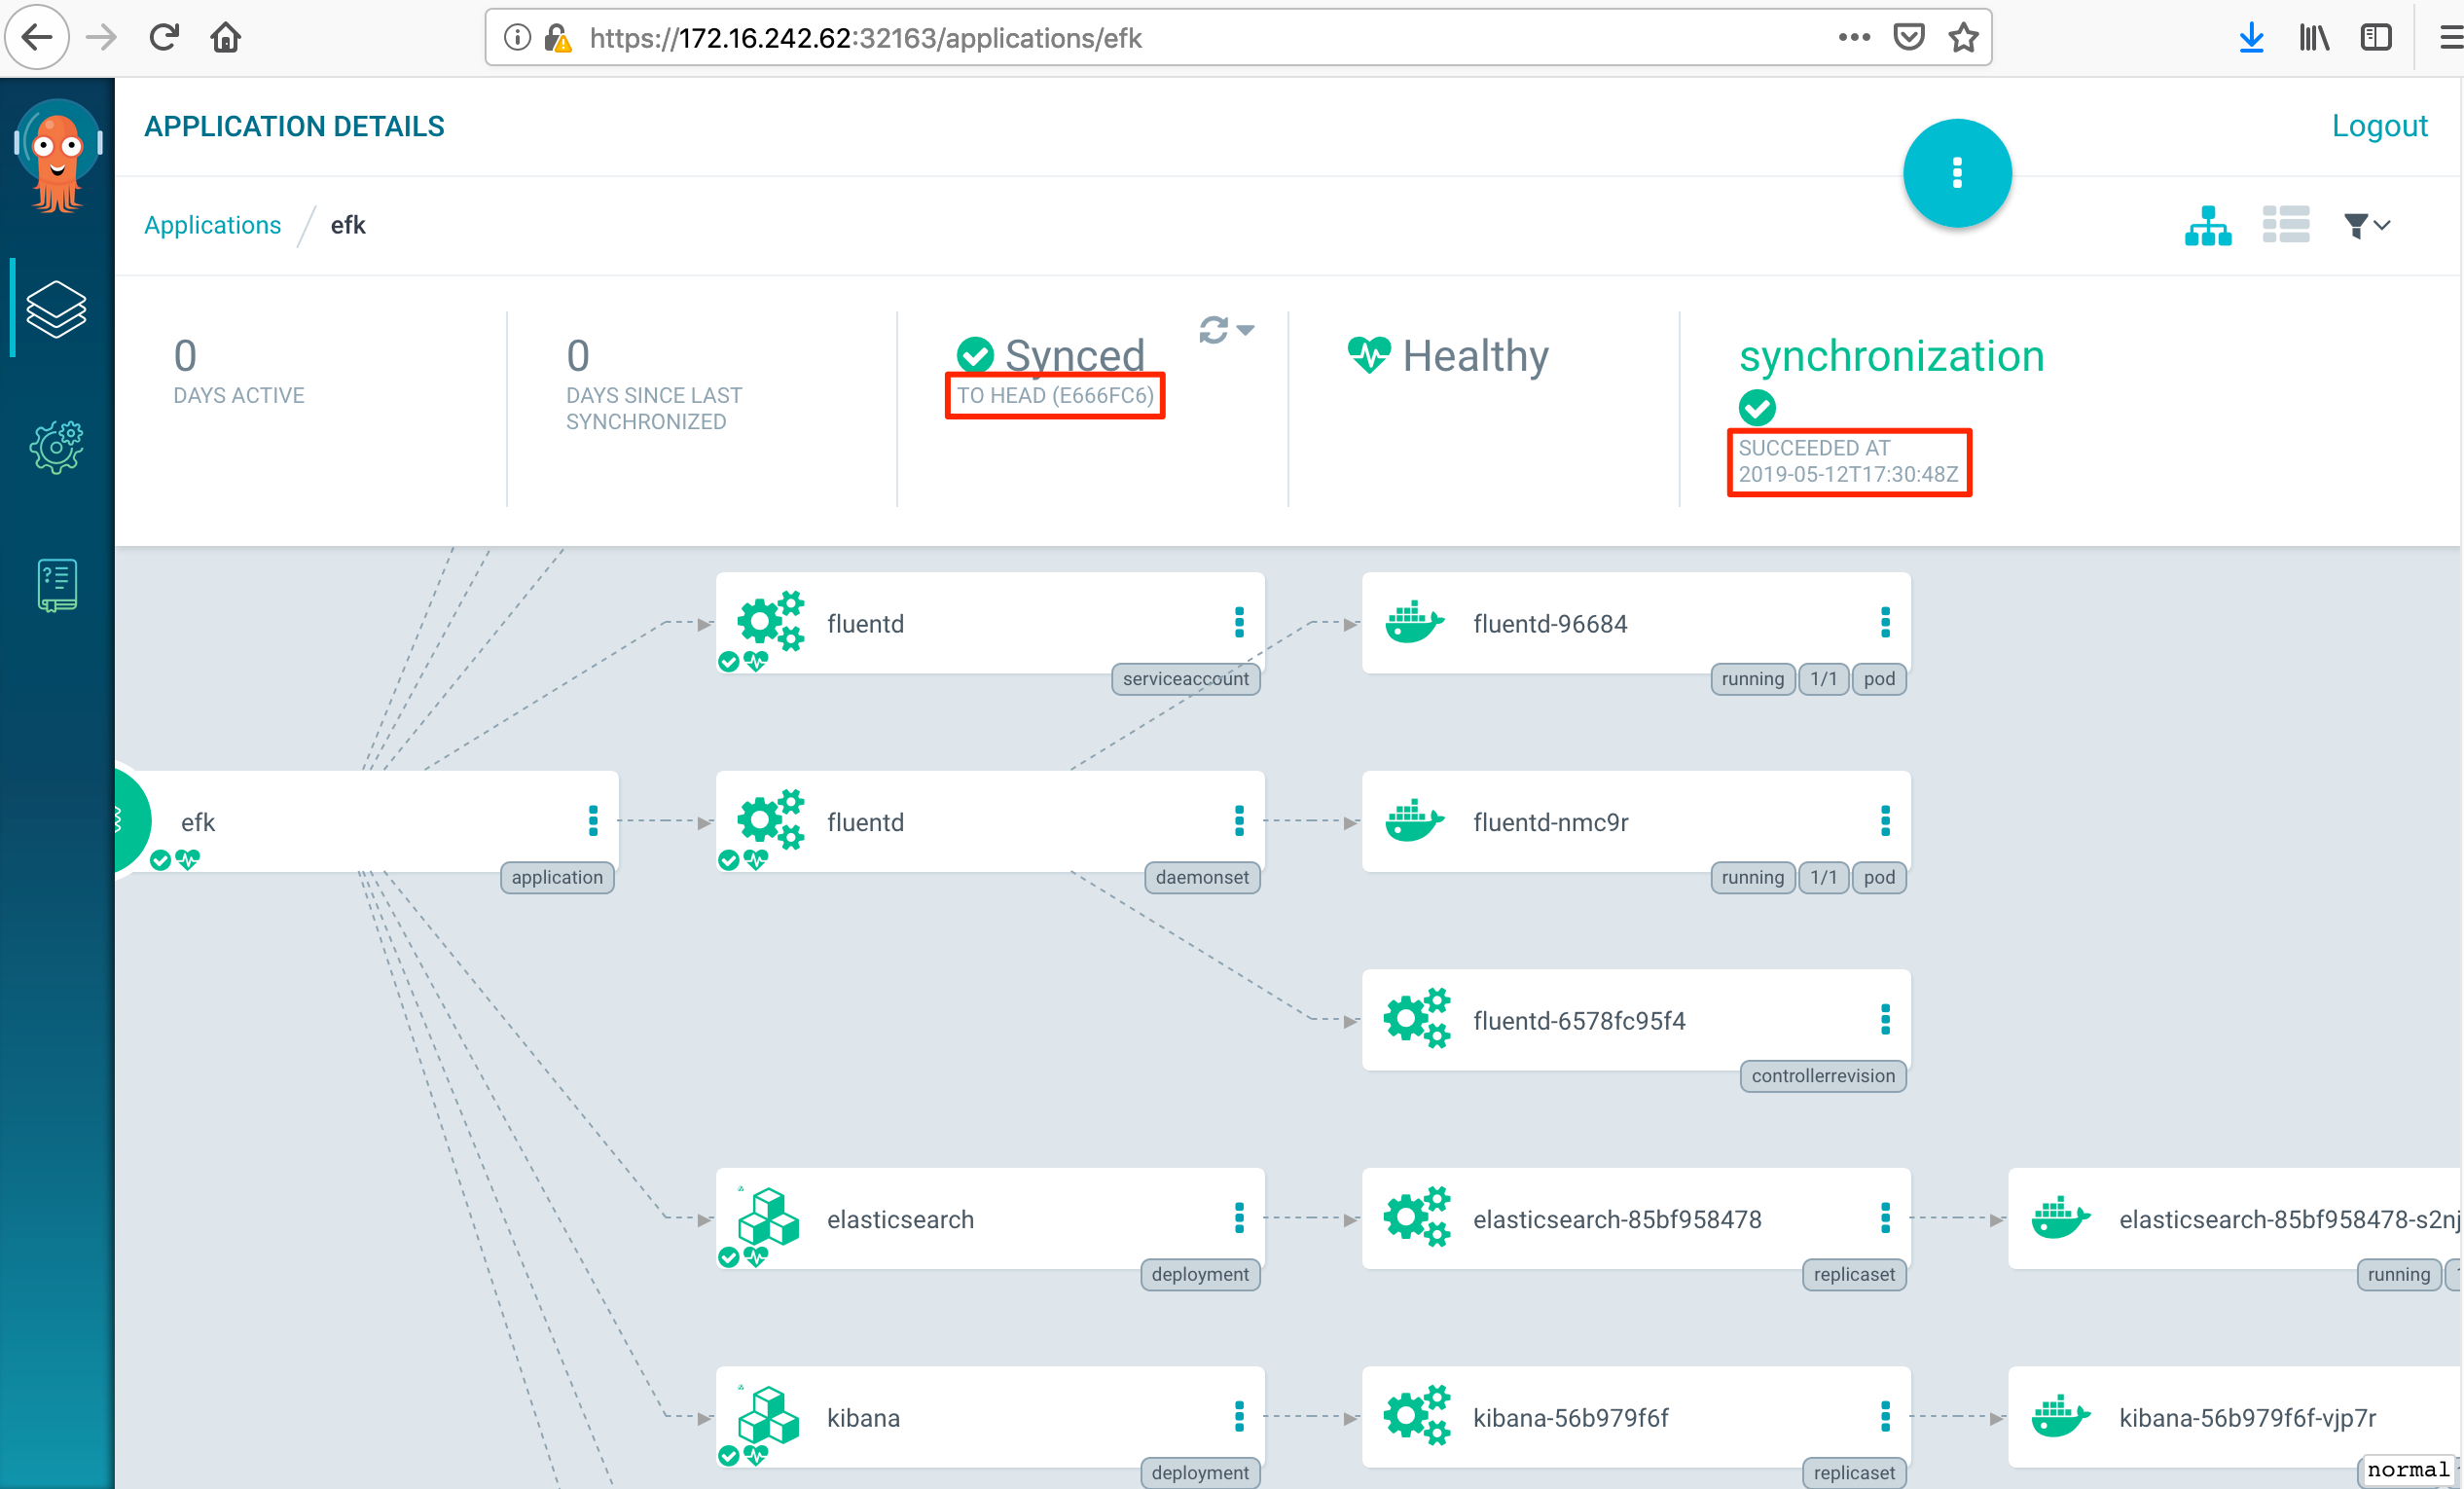 https://172.16.242.62:32163/applications/efk
APPLICATION DETAILS
Logout
Applications / efk
0
DAYS ACTIVE
0
DAYS SINCE LAST
SYNCHRONIZED
Synced
TO HEAD (E666FC6)
Healthy
synchronization
SUCCEEDED AT
2019-05-12T17:30:48Z
fluentd
serviceaccount
fluentd-96684
running 1/1 pod
efk
application
fluentd
daemonset
fluentd-nmc9r
running 1/1 pod
fluentd-6578fc95f4
controllerrevision
elasticsearch
deployment
elasticsearch-85bf958478
replicaset
elasticsearch-85bf958478-s2nj
running
kibana
deployment
kibana-56b979f6f
replicaset
kibana-56b979f6f-vjp7r
normal